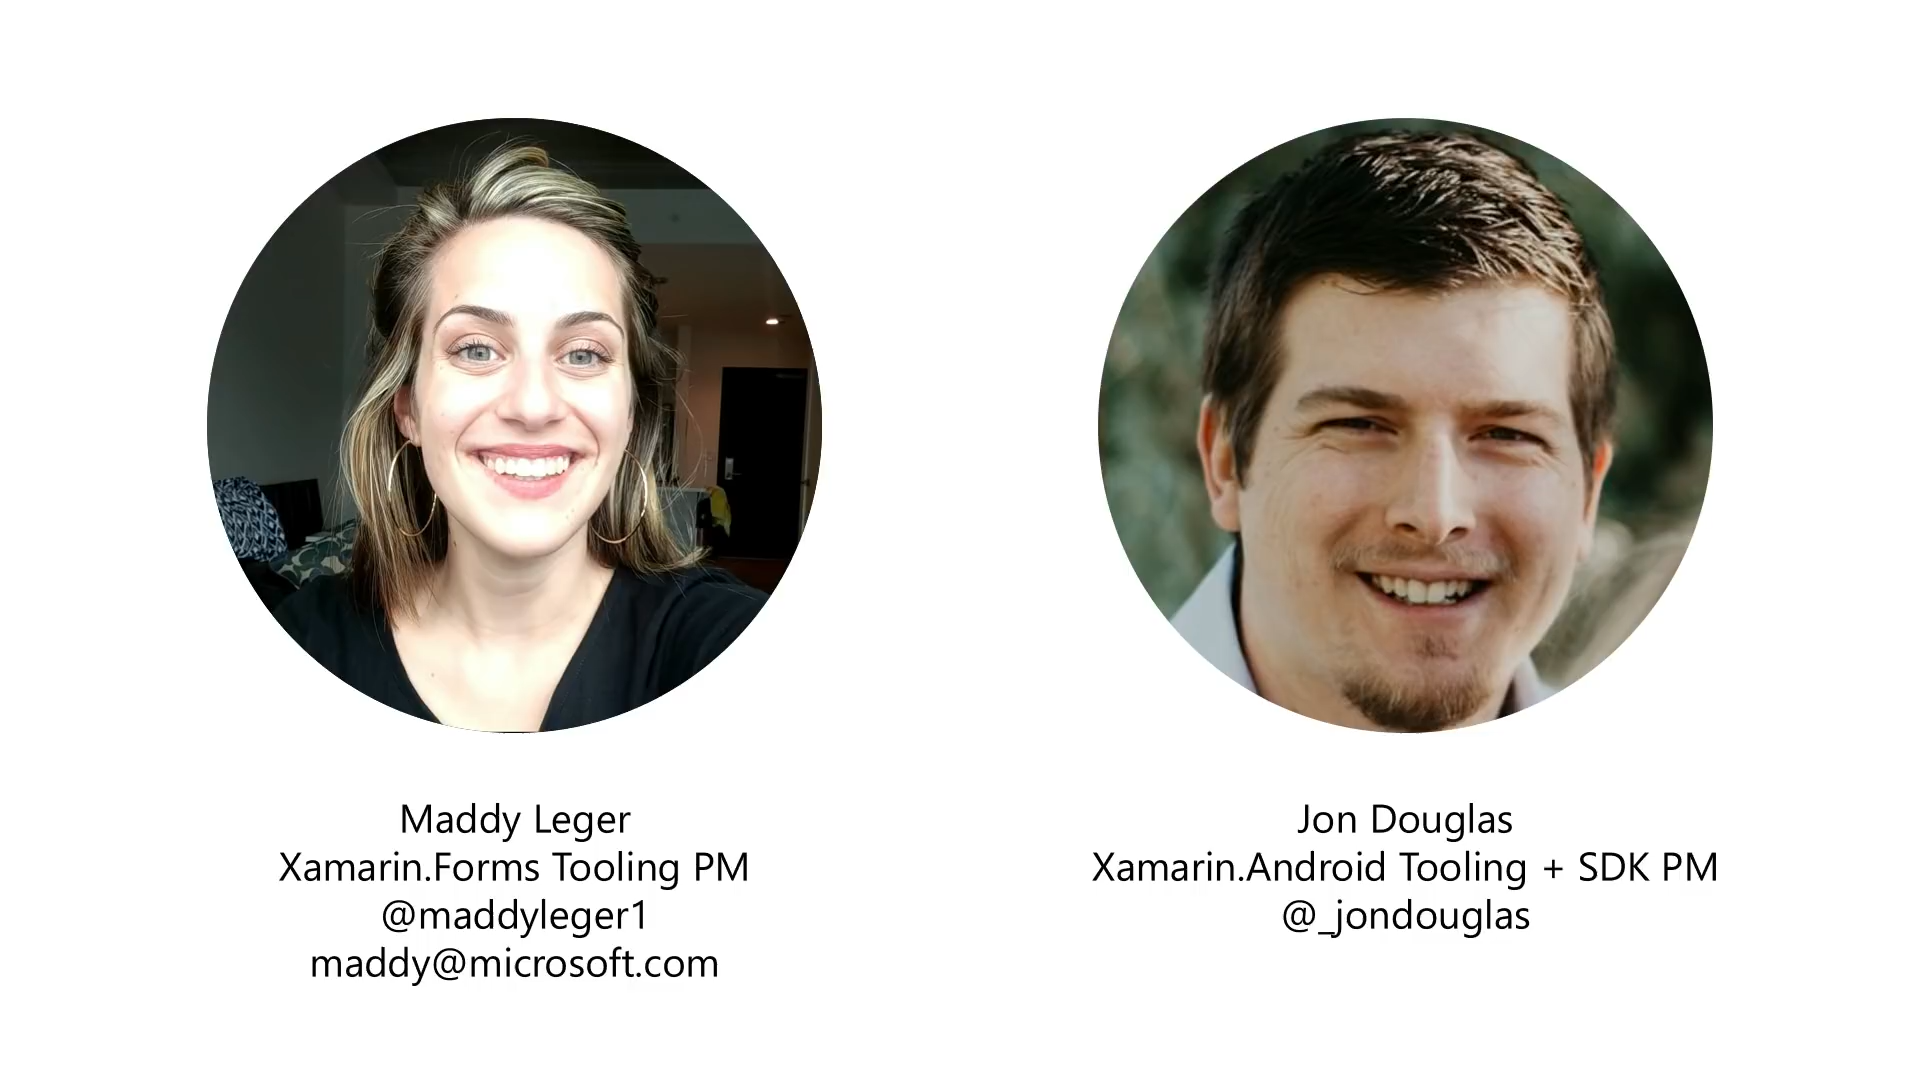 Maddy Leger
Xamarin.Forms Tooling PM
@maddyleger1
maddy@microsoft.com
Jon Douglas
Xamarin.Android Tooling + SDK PM
@_jondouglas